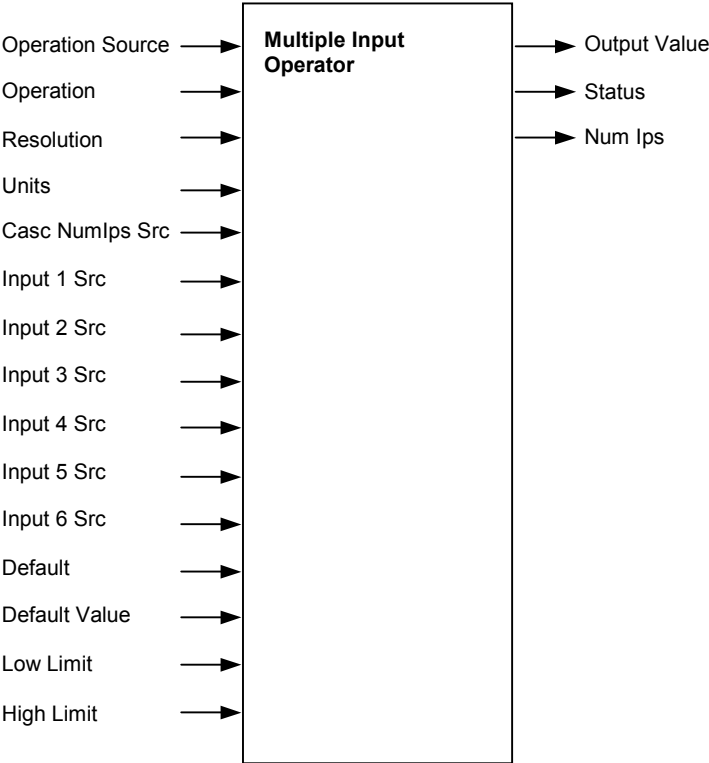 Operation Source
Operation
Resolution
Units
Casc NumIps Src
Input 1 Src
Input 2 Src
Input 3 Src
Input 4 Src
Input 5 Src
Input 6 Src
Default
Default Value
Low Limit
High Limit
Multiple Input
Operator
Output Value
Status
Num Ips